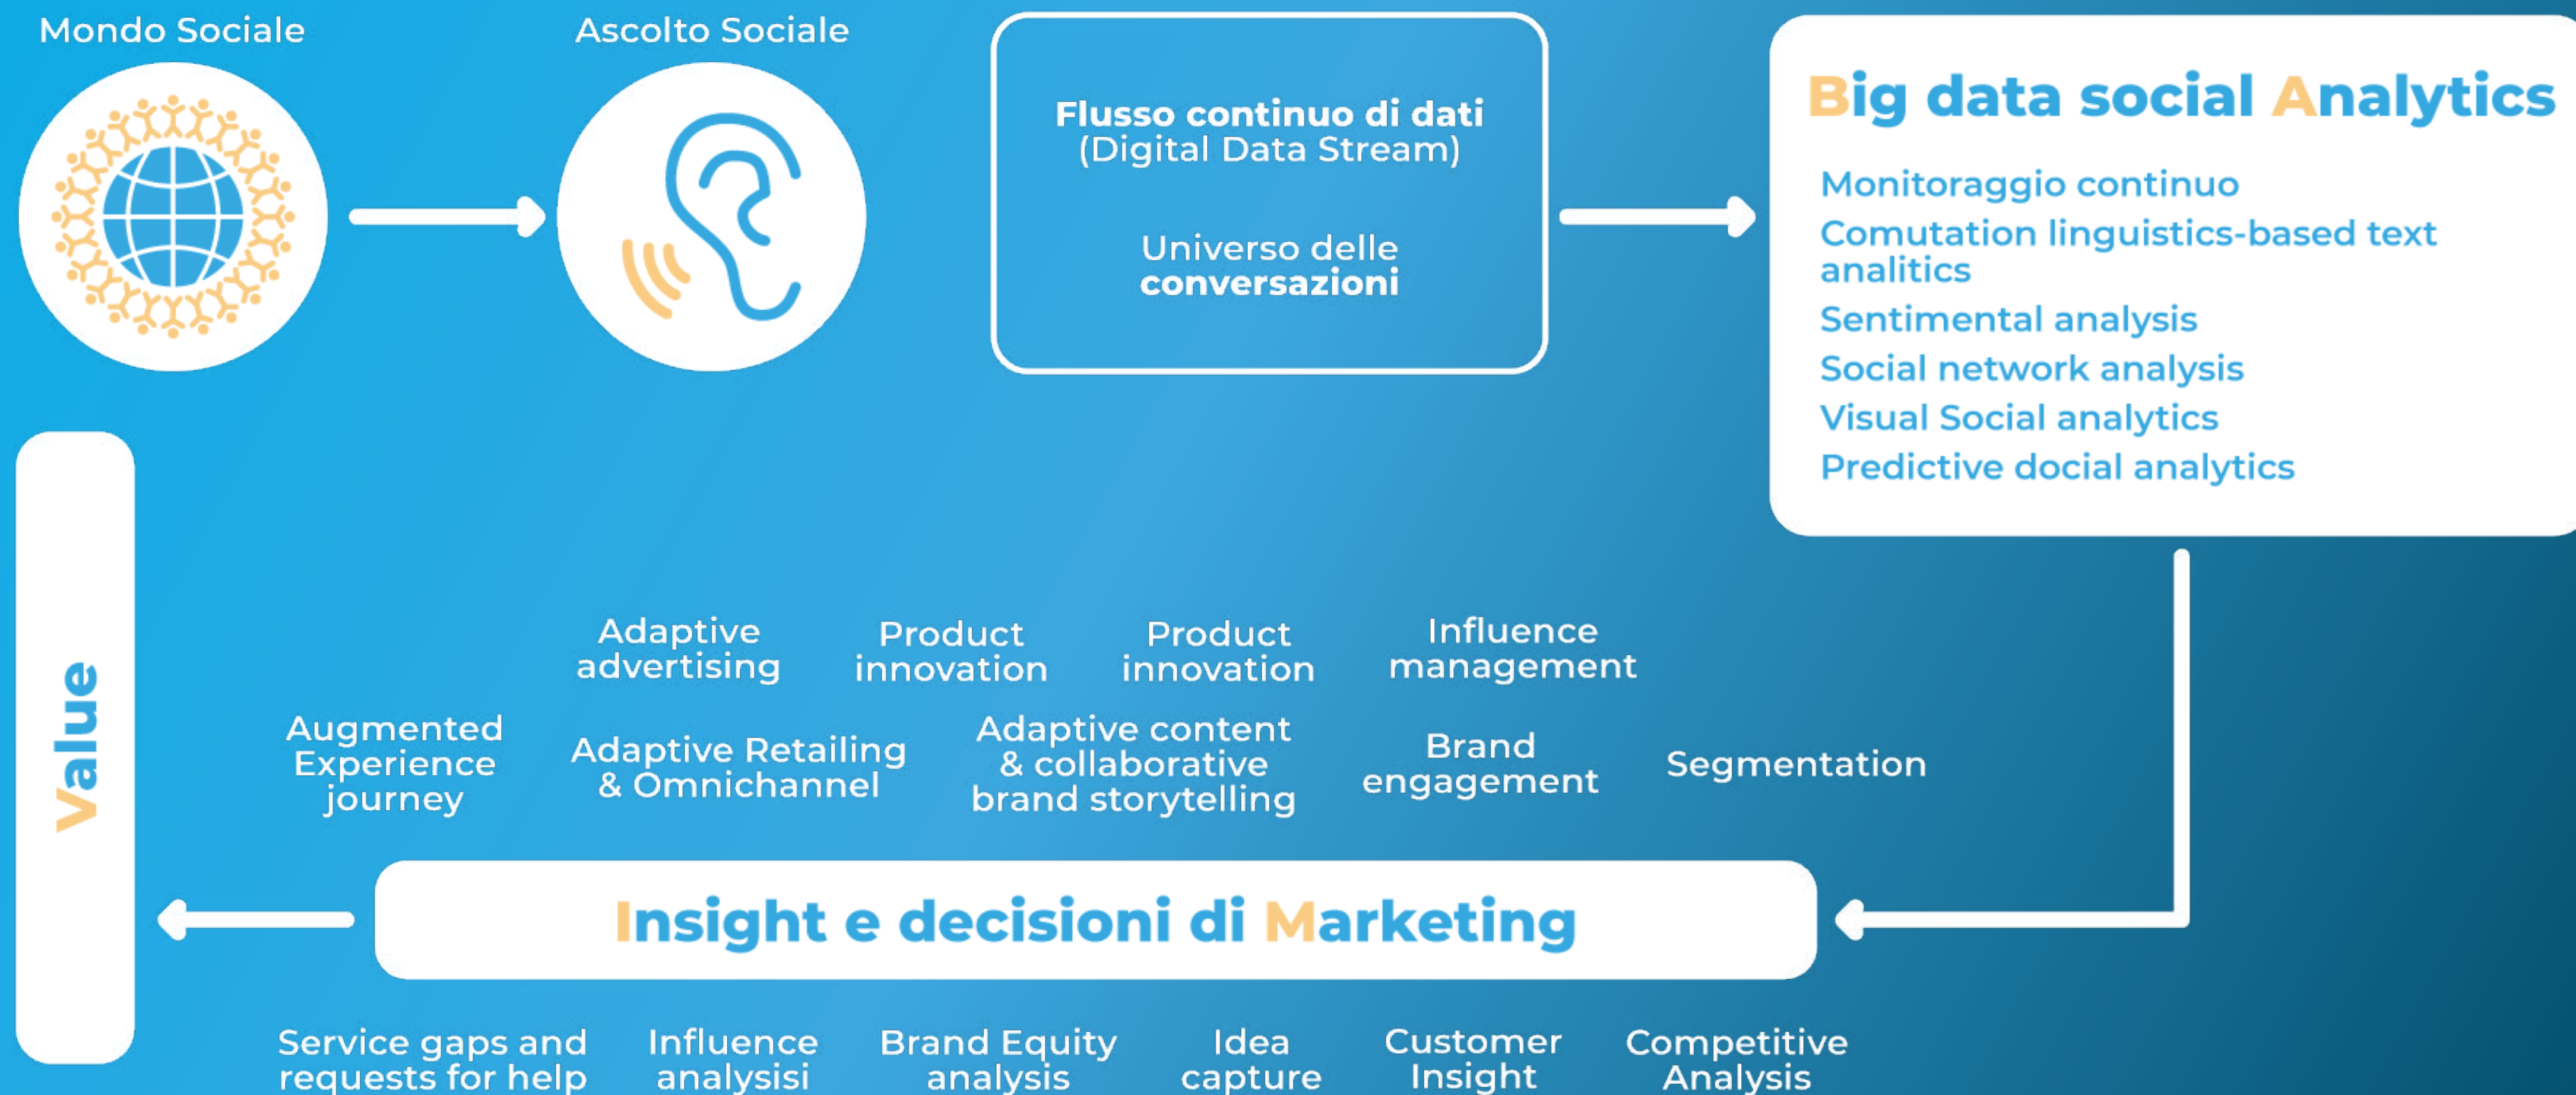 Mondo Sociale
Ascolto Sociale
Flusso continuo di dati
(Digital Data Stream)
Universo delle
conversazioni
Big data social Analytics
Monitoraggio continuo
Comutation linguistics-based text
analitics
Sentimental analysis
Social network analysis
Visual Social analytics
Predictive docial analytics
Adaptive
advertising
Product
innovation
Product
innovation
Influence
management
Augmented
Experience
journey
Adaptive Retailing
& Omnichannel
Adaptive content
& collaborative
brand storytelling
Brand
engagement
Segmentation
Value
Insight e decisioni di Marketing
Service gaps and
requests for help
Influence
analysisi
Brand Equity
analysis
Idea
capture
Customer
Insight
Competitive
Analysis